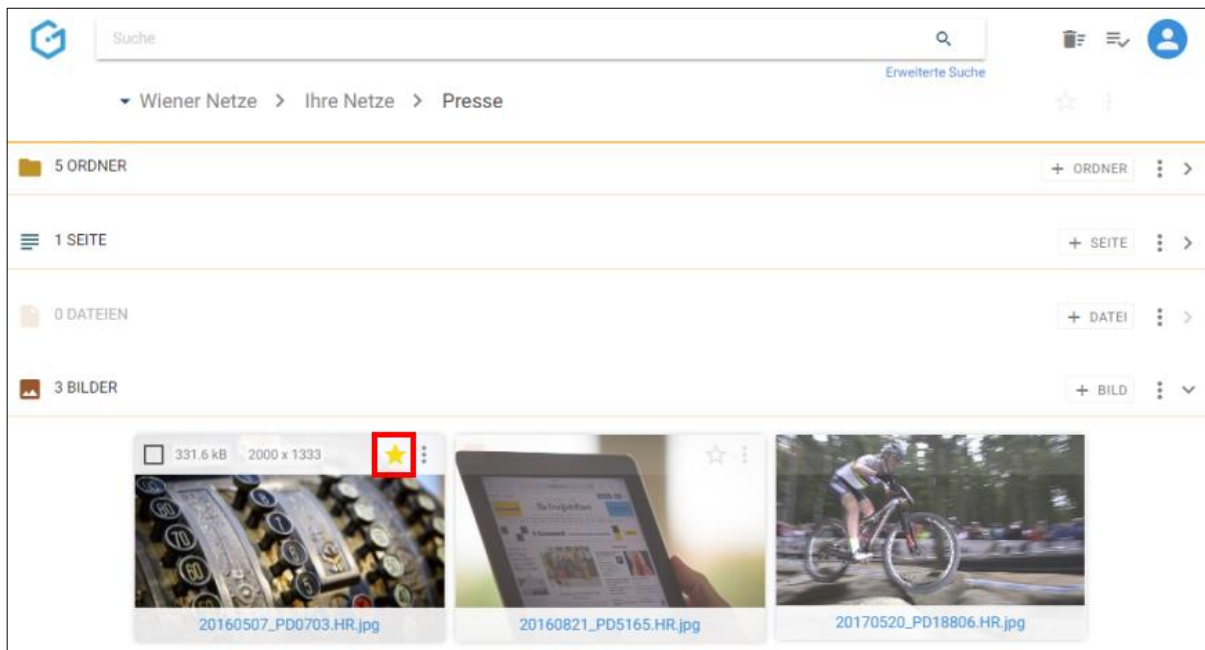 Suche
Erweiterte Suche
Wiener Netze > Ihre Netze > Presse
5 ORDNER
+ ORDNER
1 SEITE
+ SEITE
0 DATEIEN
+ DATEI
3 BILDER
+ BILD
331.6 kB 2000 x 1333
20160507_PD0703.HR.jpg
20160821_PD5165.HR.jpg
20170520_PD18806.HR.jpg